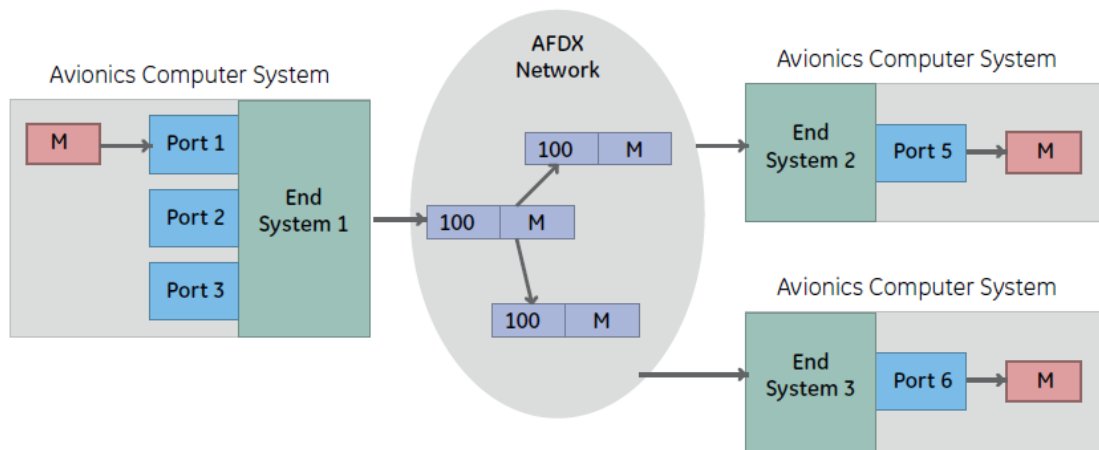 AFDX
Network
Avionics Computer System
M
Port 1
Port 2
Port 3
End
System 1
100 M
100 M
100 M
Avionics Computer System
End
System 2
Port 5
M
Avionics Computer System
End
System 3
Port 6
M